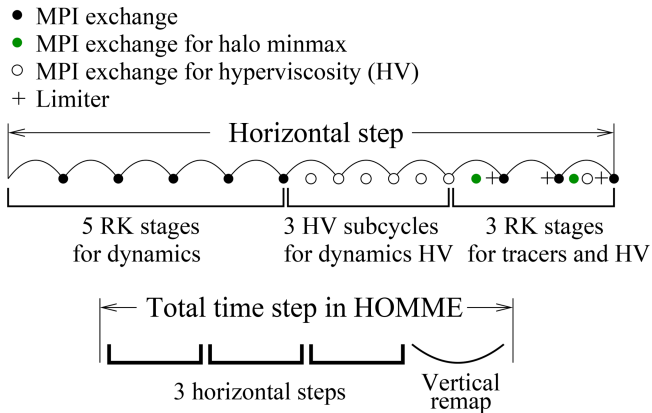 MPI exchange
MPI exchange for halo minmax
MPI exchange for hyperviscosity (HV)
+ Limiter
Horizontal step
5 RK stages
for dynamics
3 HV subcycles
for dynamics HV
3 RK stages
for tracers and HV
Total time step in HOMME
3 horizontal steps
Vertical
remap